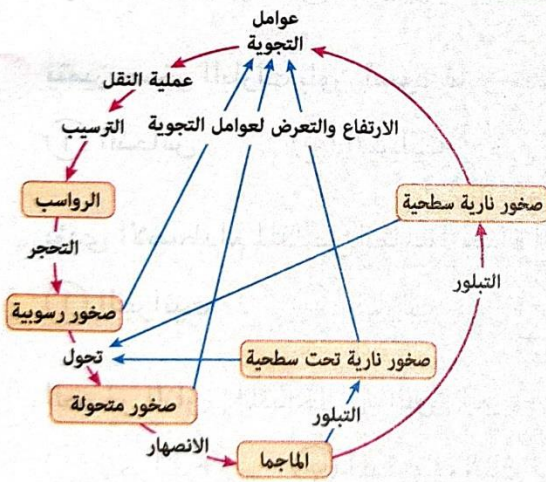 عوامل
التجوية
عملية النقل
الترسيب
الارتفاع والتعرض لعوامل التجوية
الرواسب
صخور نارية سطحية
التحجر
التبلور
صخور رسوبية
تحول
صخور نارية تحت سطحية
صخور متحولة
التبلور
الانصهار
الماجما